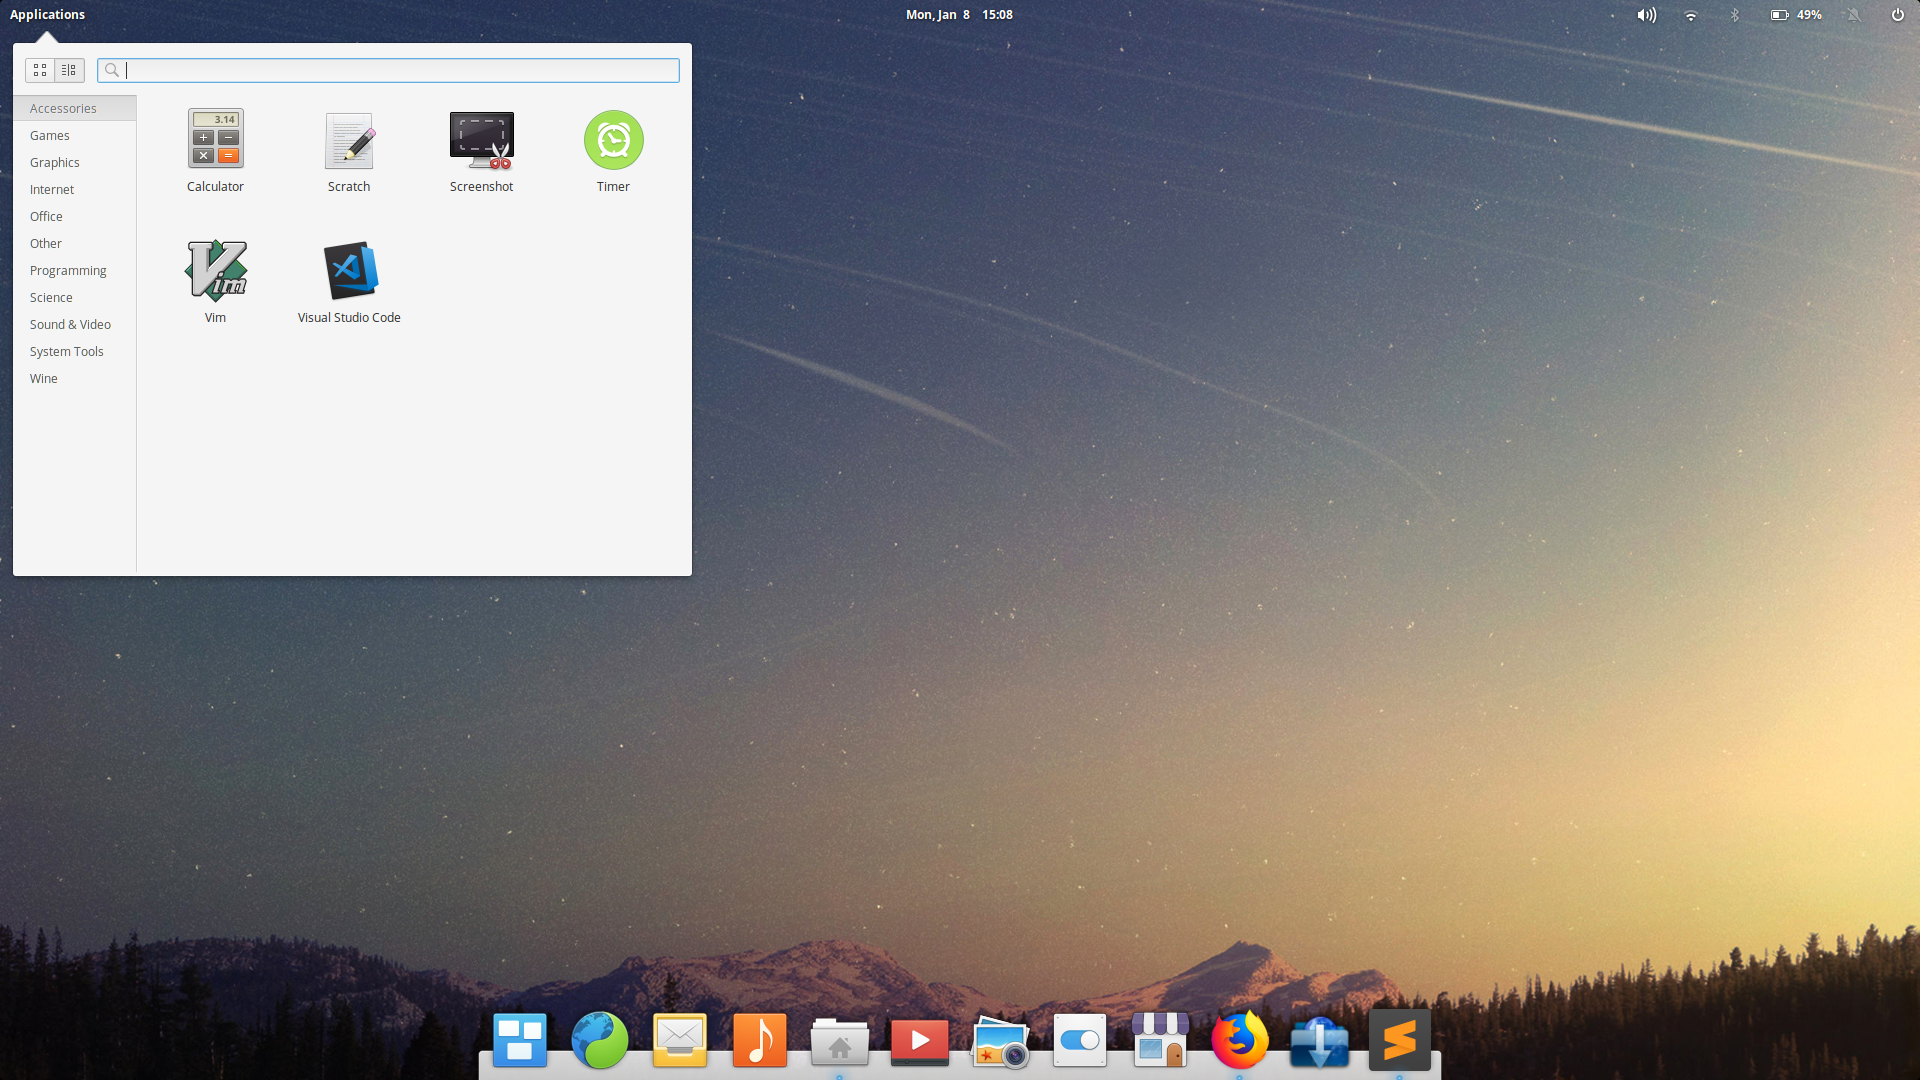 Applications
Mon, Jan 8 15:08
49%
Accessories
Games
Graphics
Internet
Office
Other
Programming
Science
Sound & Video
System Tools
Wine
3.14
Calculator
Scratch
Screenshot
Timer
Vim
Vim
Visual Studio Code